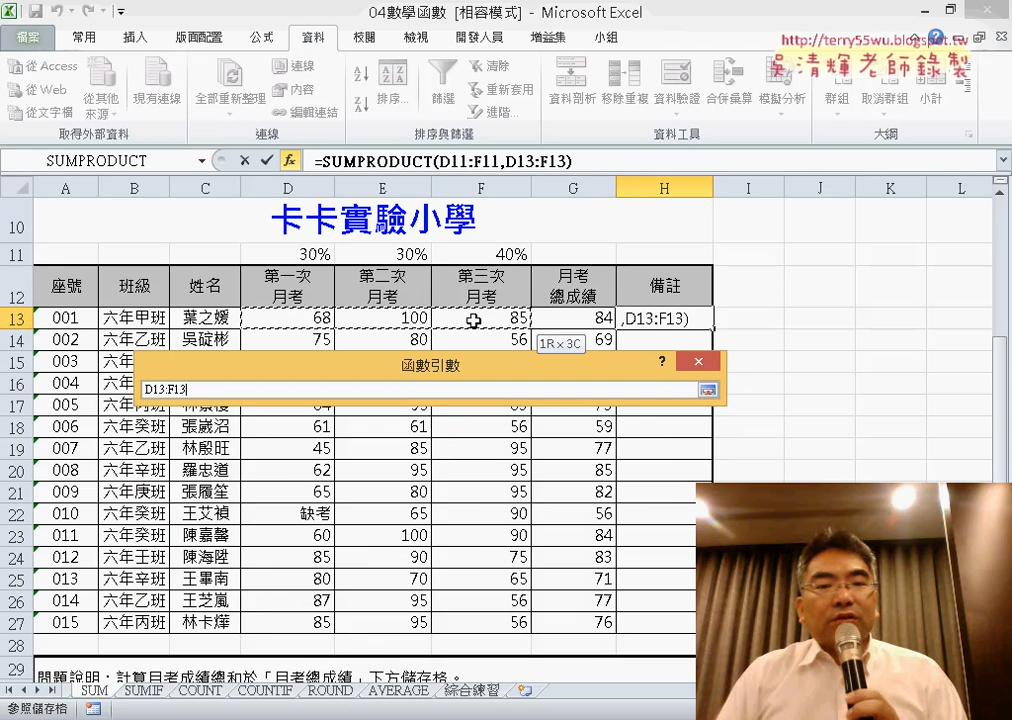 04數學函數 [相容模式] - Microsoft Excel
檔案 常用 插入 版面配置 公式 資料 校閱 檢視 開發人員 增益集 小組
http://terry55wu.blogspot.tw
吳清輝老師錄製
從 Access
從 Web
從文字檔
從其他來源
現有連線
全部重新整理
連線
內容
編輯連結
排序...
篩選
清除
重新套用
進階...
資料剖析 移除重複 資料驗證 合併彙算 模擬分析
群組 取消群組 小計
取得外部資料 連線 排序與篩選 資料工具 大綱
SUMPRODUCT fx =SUMPRODUCT(D11:F11,D13:F13)
A B C D E F G H I J K L
10 卡卡實驗小學
11 30% 30% 40%
12 座號 班級 姓名 第一次月考 第二次月考 第三次月考 月考總成績 備註
13 001 六年甲班 葉之媛 68 100 85 84 ,D13:F13)
14 002 六年乙班 吳碇彬 75 80 56 69
1R x 3C
15 003 六年
函數引數 ?
16 004 六年
D13:F13
17 005
18 006 六年癸班 張嵗沼 61 61 56 59
19 007 六年乙班 林殷旺 45 85 95 77
20 008 六年辛班 羅忠道 62 95 95 85
21 009 六年庚班 張履笙 65 80 95 82
22 010 六年癸班 王艾禎 缺考 65 90 56
23 011 六年癸班 陳嘉馨 60 100 90 84
24 012 六年壬班 陳海陞 85 90 75 83
25 013 六年辛班 王畢南 80 70 65 71
26 014 六年乙班 王芝嵐 87 95 56 77
27 015 六年丙班 林卡燁 85 95 56 76
28
29 問題說明：計算月考成績總和於「月考總成績」下方儲存格。
SUM SUMIF COUNT COUNTIF ROUND AVERAGE 綜合練習
參照儲存格